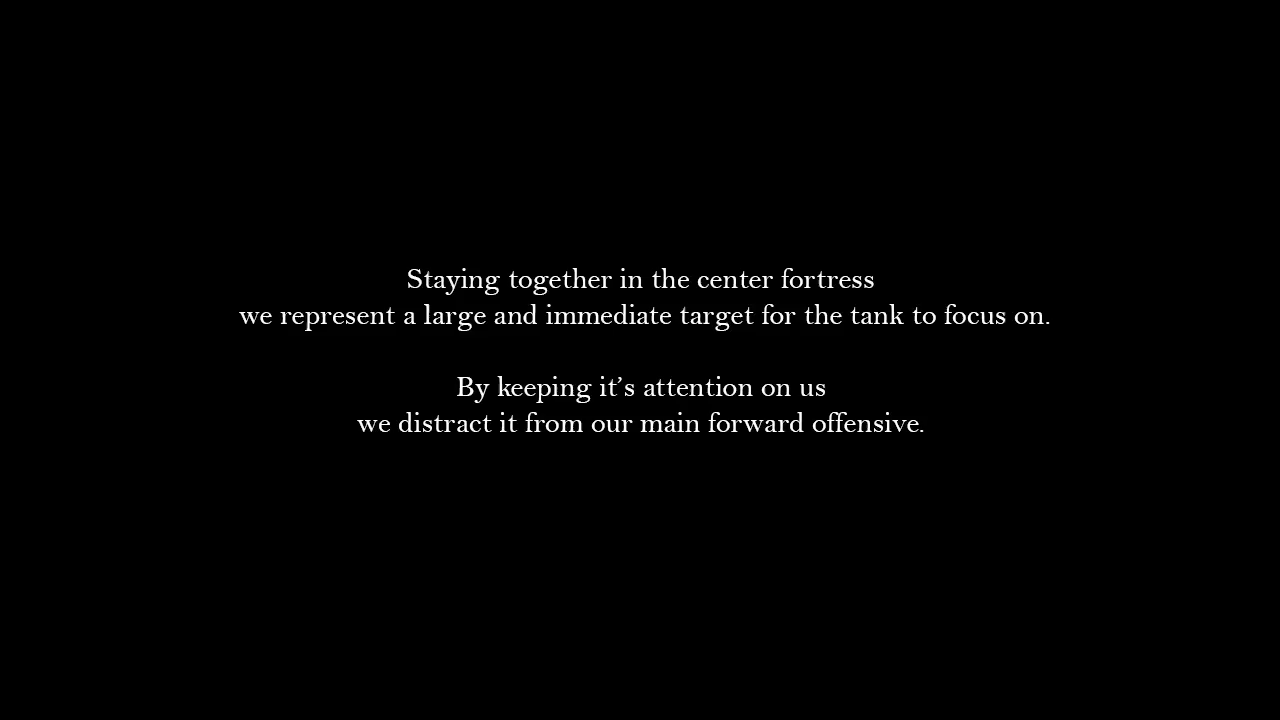 Staying together in the center fortress
we represent a large and immediate target for the tank to focus on.
By keeping it’s attention on us
we distract it from our main forward offensive.